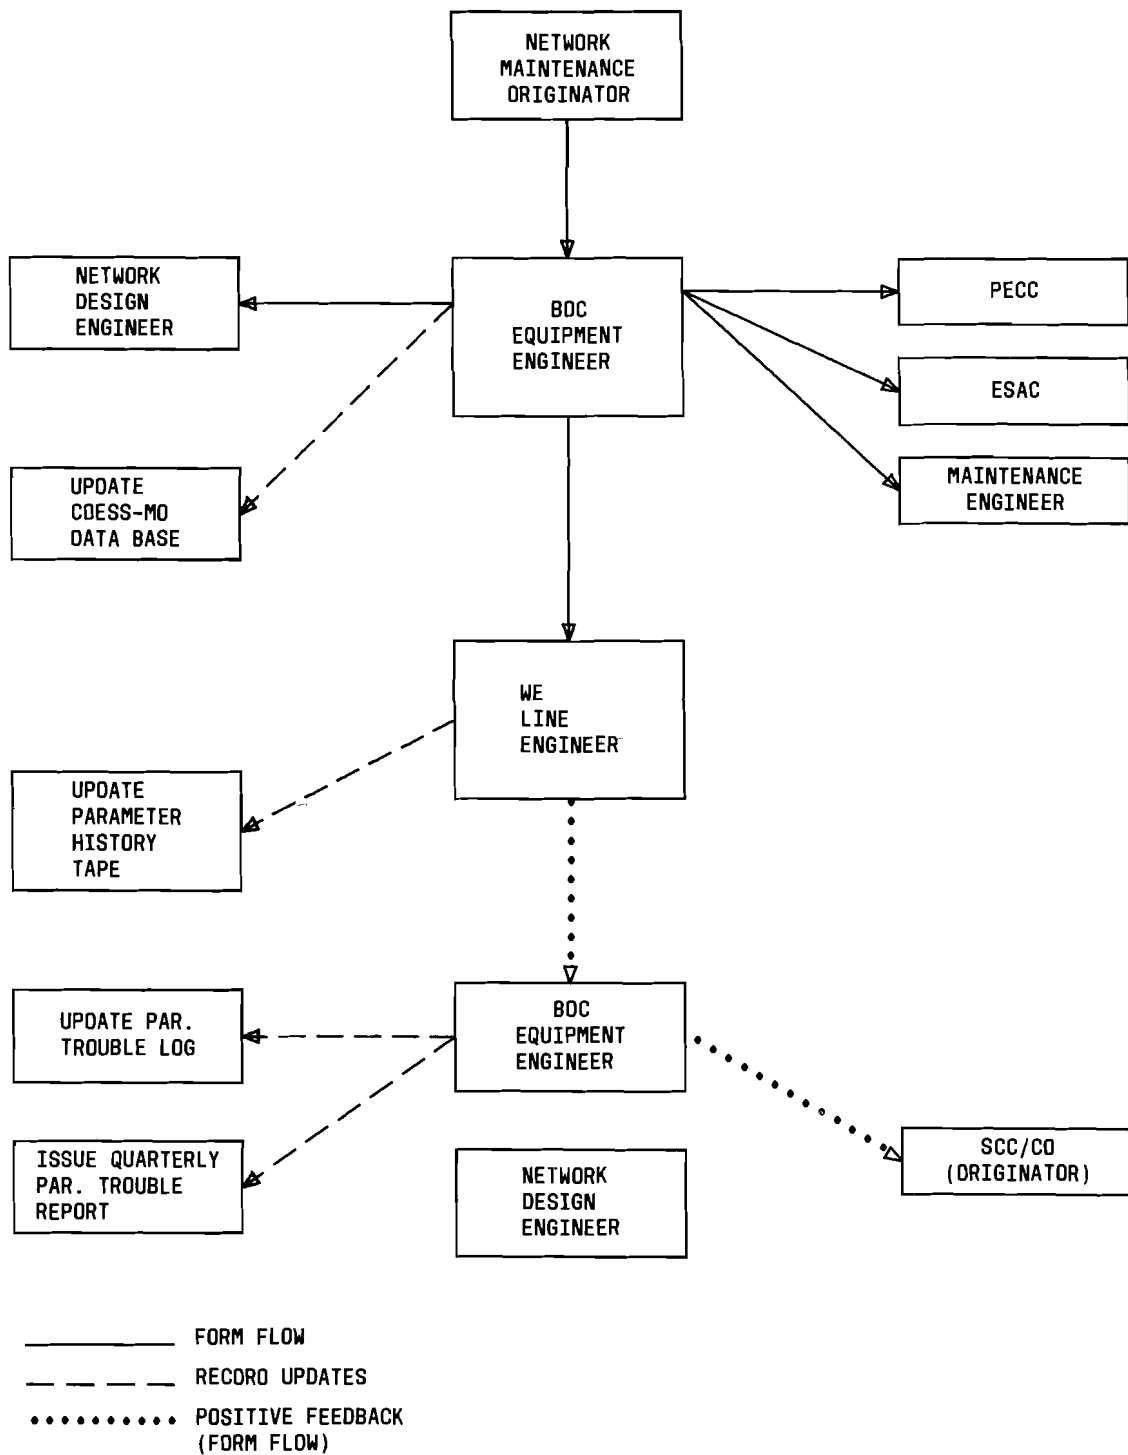 NETWORK
MAINTENANCE
ORIGINATOR
NETWORK
DESIGN
ENGINEER
BOC
EQUIPMENT
ENGINEER
PECC
ESAC
MAINTENANCE
ENGINEER
UPDATE
COESS-MO
DATA BASE
WE
LINE
ENGINEER
UPDATE
PARAMETER
HISTORY
TAPE
UPDATE PAR.
TROUBLE LOG
BOC
EQUIPMENT
ENGINEER
SCC/CO
(ORIGINATOR)
ISSUE QUARTERLY
PAR. TROUBLE
REPORT
NETWORK
DESIGN
ENGINEER
FORM FLOW
RECORD UPDATES
POSITIVE FEEDBACK
(FORM FLOW)